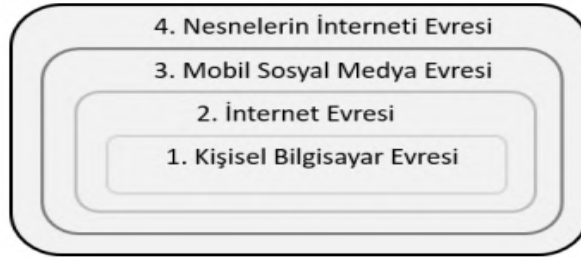 4. Nesnelerin İnterneti Evresi
3. Mobil Sosyal Medya Evresi
2. İnternet Evresi
1. Kişisel Bilgisayar Evresi